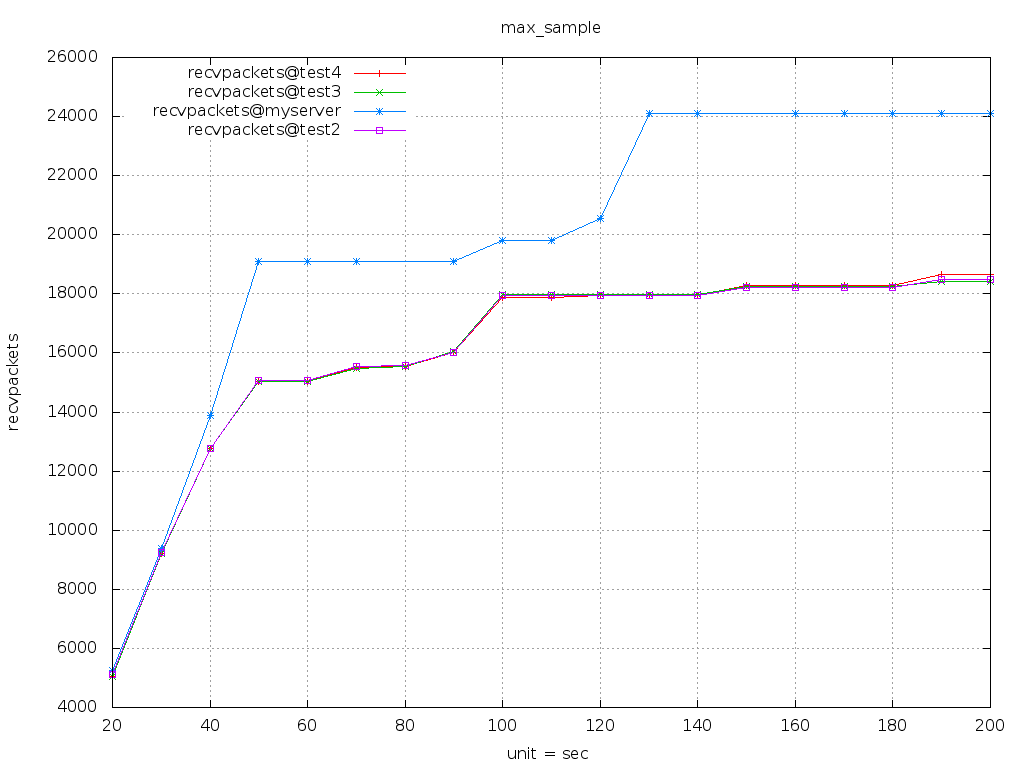 max_sample
recvpackets@test4
recvpackets@test3
recvpackets@myserver
recvpackets@test2
26000
24000
22000
20000
18000
16000
14000
12000
10000
8000
6000
4000
recvpackets
20 40 60 80 100 120 140 160 180 200
unit = sec